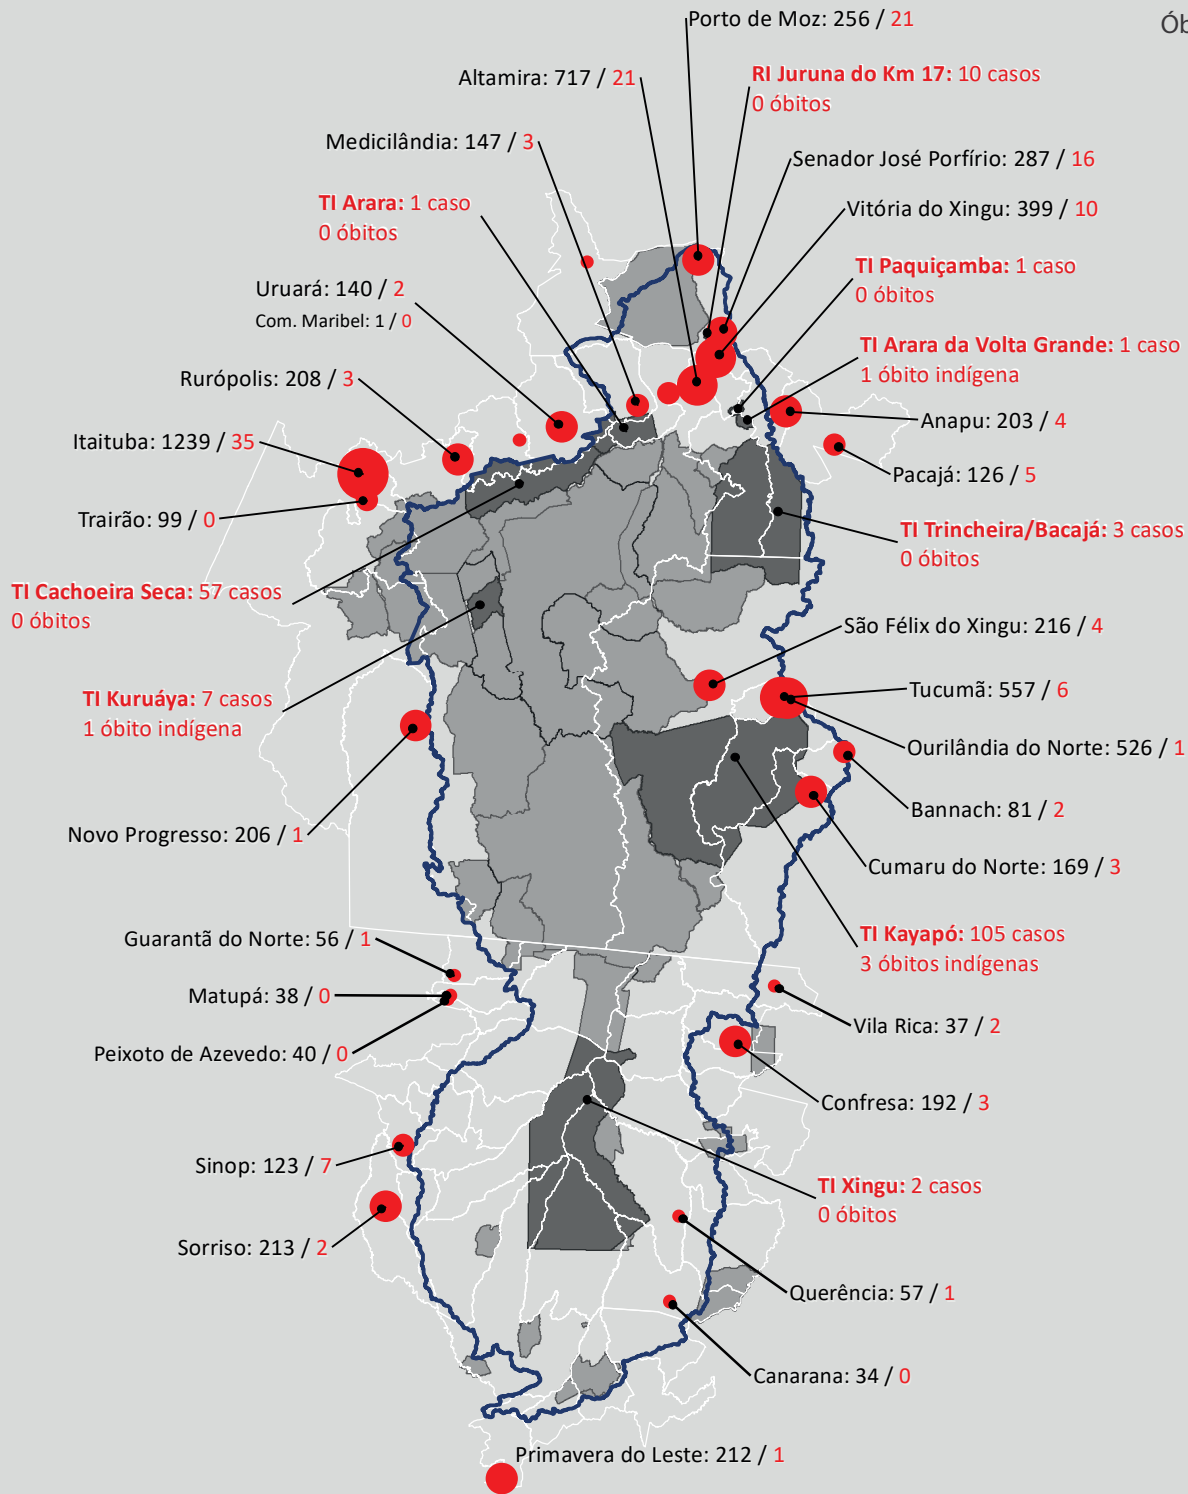 Porto de Moz: 256 / 21
Ób
Altamira: 717 / 21
RI Juruna do Km 17: 10 casos
0 óbitos
Medicilândia: 147 / 3
Senador José Porfírio: 287 / 16
TI Arara: 1 caso
0 óbitos
Vitória do Xingu: 399 / 10
TI Paquiçamba: 1 caso
0 óbitos
Uruará: 140 / 2
Com. Maribel: 1 / 0
TI Arara da Volta Grande: 1 caso
1 óbito indígena
Rurópolis: 208 / 3
Anapu: 203 / 4
Itaituba: 1239 / 35
Pacajá: 126 / 5
Trairão: 99 / 0
TI Trincheira/Bacajá: 3 casos
0 óbitos
TI Cachoeira Seca: 57 casos
0 óbitos
São Félix do Xingu: 216 / 4
TI Kuruáya: 7 casos
1 óbito indígena
Tucumã: 557 / 6
Ourilândia do Norte: 526 / 1
Bannach: 81 / 2
Novo Progresso: 206 / 1
Cumaru do Norte: 169 / 3
Guarantã do Norte: 56 / 1
TI Kayapó: 105 casos
3 óbitos indígenas
Matupá: 38 / 0
Vila Rica: 37 / 2
Peixoto de Azevedo: 40 / 0
Confresa: 192 / 3
Sinop: 123 / 7
TI Xingu: 2 casos
0 óbitos
Sorriso: 213 / 2
Querência: 57 / 1
Canarana: 34 / 0
Primavera do Leste: 212 / 1